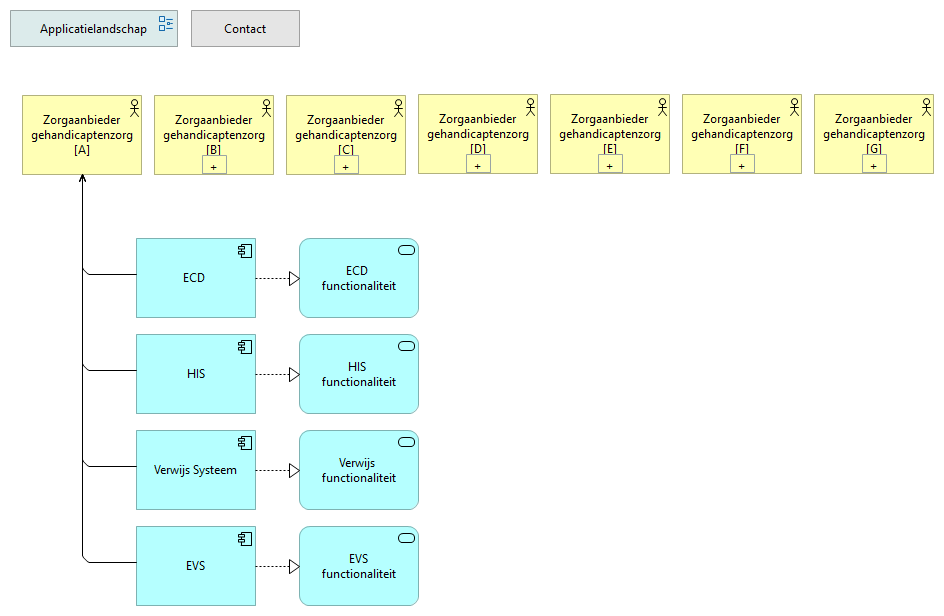 Applicatielandschap
Contact
Zorgaanbieder
gehandicaptenzorg
[A]
Zorgaanbieder
gehandicaptenzorg
[B]
+
Zorgaanbieder
gehandicaptenzorg
[C]
+
Zorgaanbieder
gehandicaptenzorg
[D]
+
Zorgaanbieder
gehandicaptenzorg
[E]
+
Zorgaanbieder
gehandicaptenzorg
[F]
+
Zorgaanbieder
gehandicaptenzorg
[G]
+
ECD
ECD
functionaliteit
HIS
HIS
functionaliteit
Verwijs Systeem
Verwijs
functionaliteit
EVS
EVS
functionaliteit